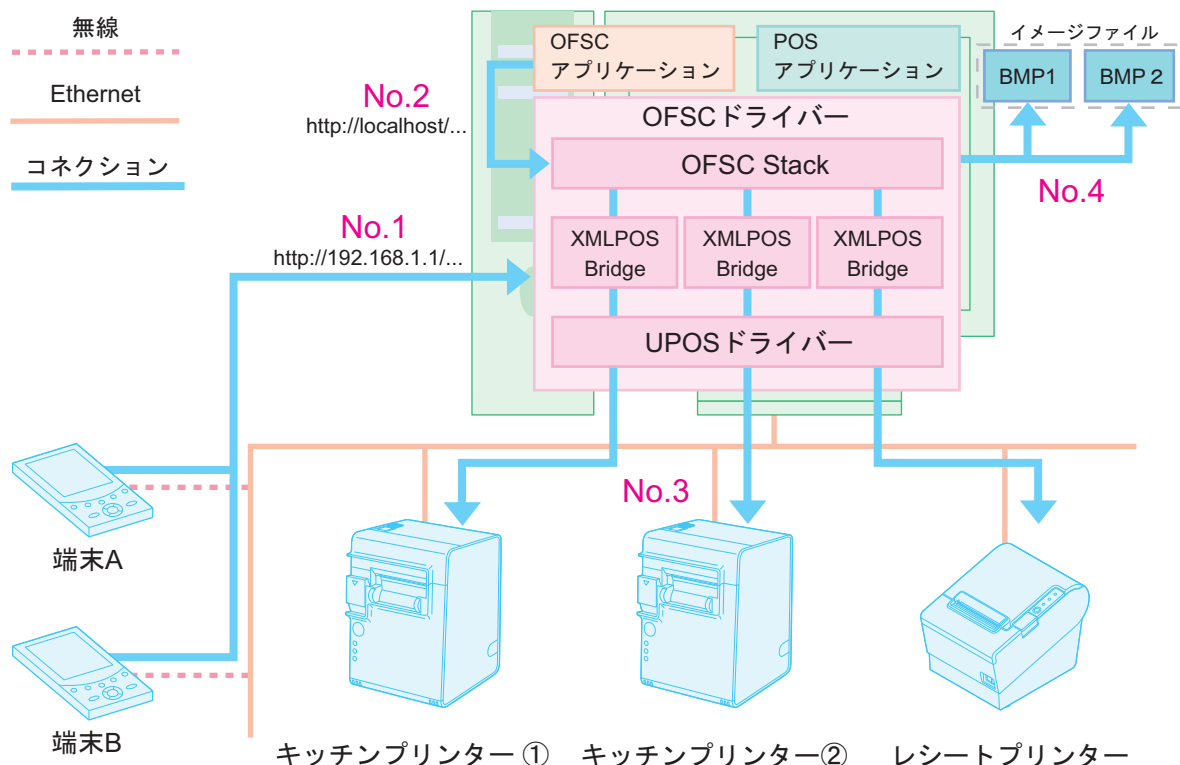 無線
Ethernet
コネクション
OFSC
アプリケーション
POS
アプリケーション
イメージファイル
BMP1
BMP 2
No.2
http://localhost/...
OFSCドライバー
OFSC Stack
No.4
No.1
http://192.168.1.1/...
XMLPOS
Bridge
XMLPOS
Bridge
XMLPOS
Bridge
UPOSドライバー
No.3
端末A
端末B
キッチンプリンター ①
キッチンプリンター②
レシートプリンター